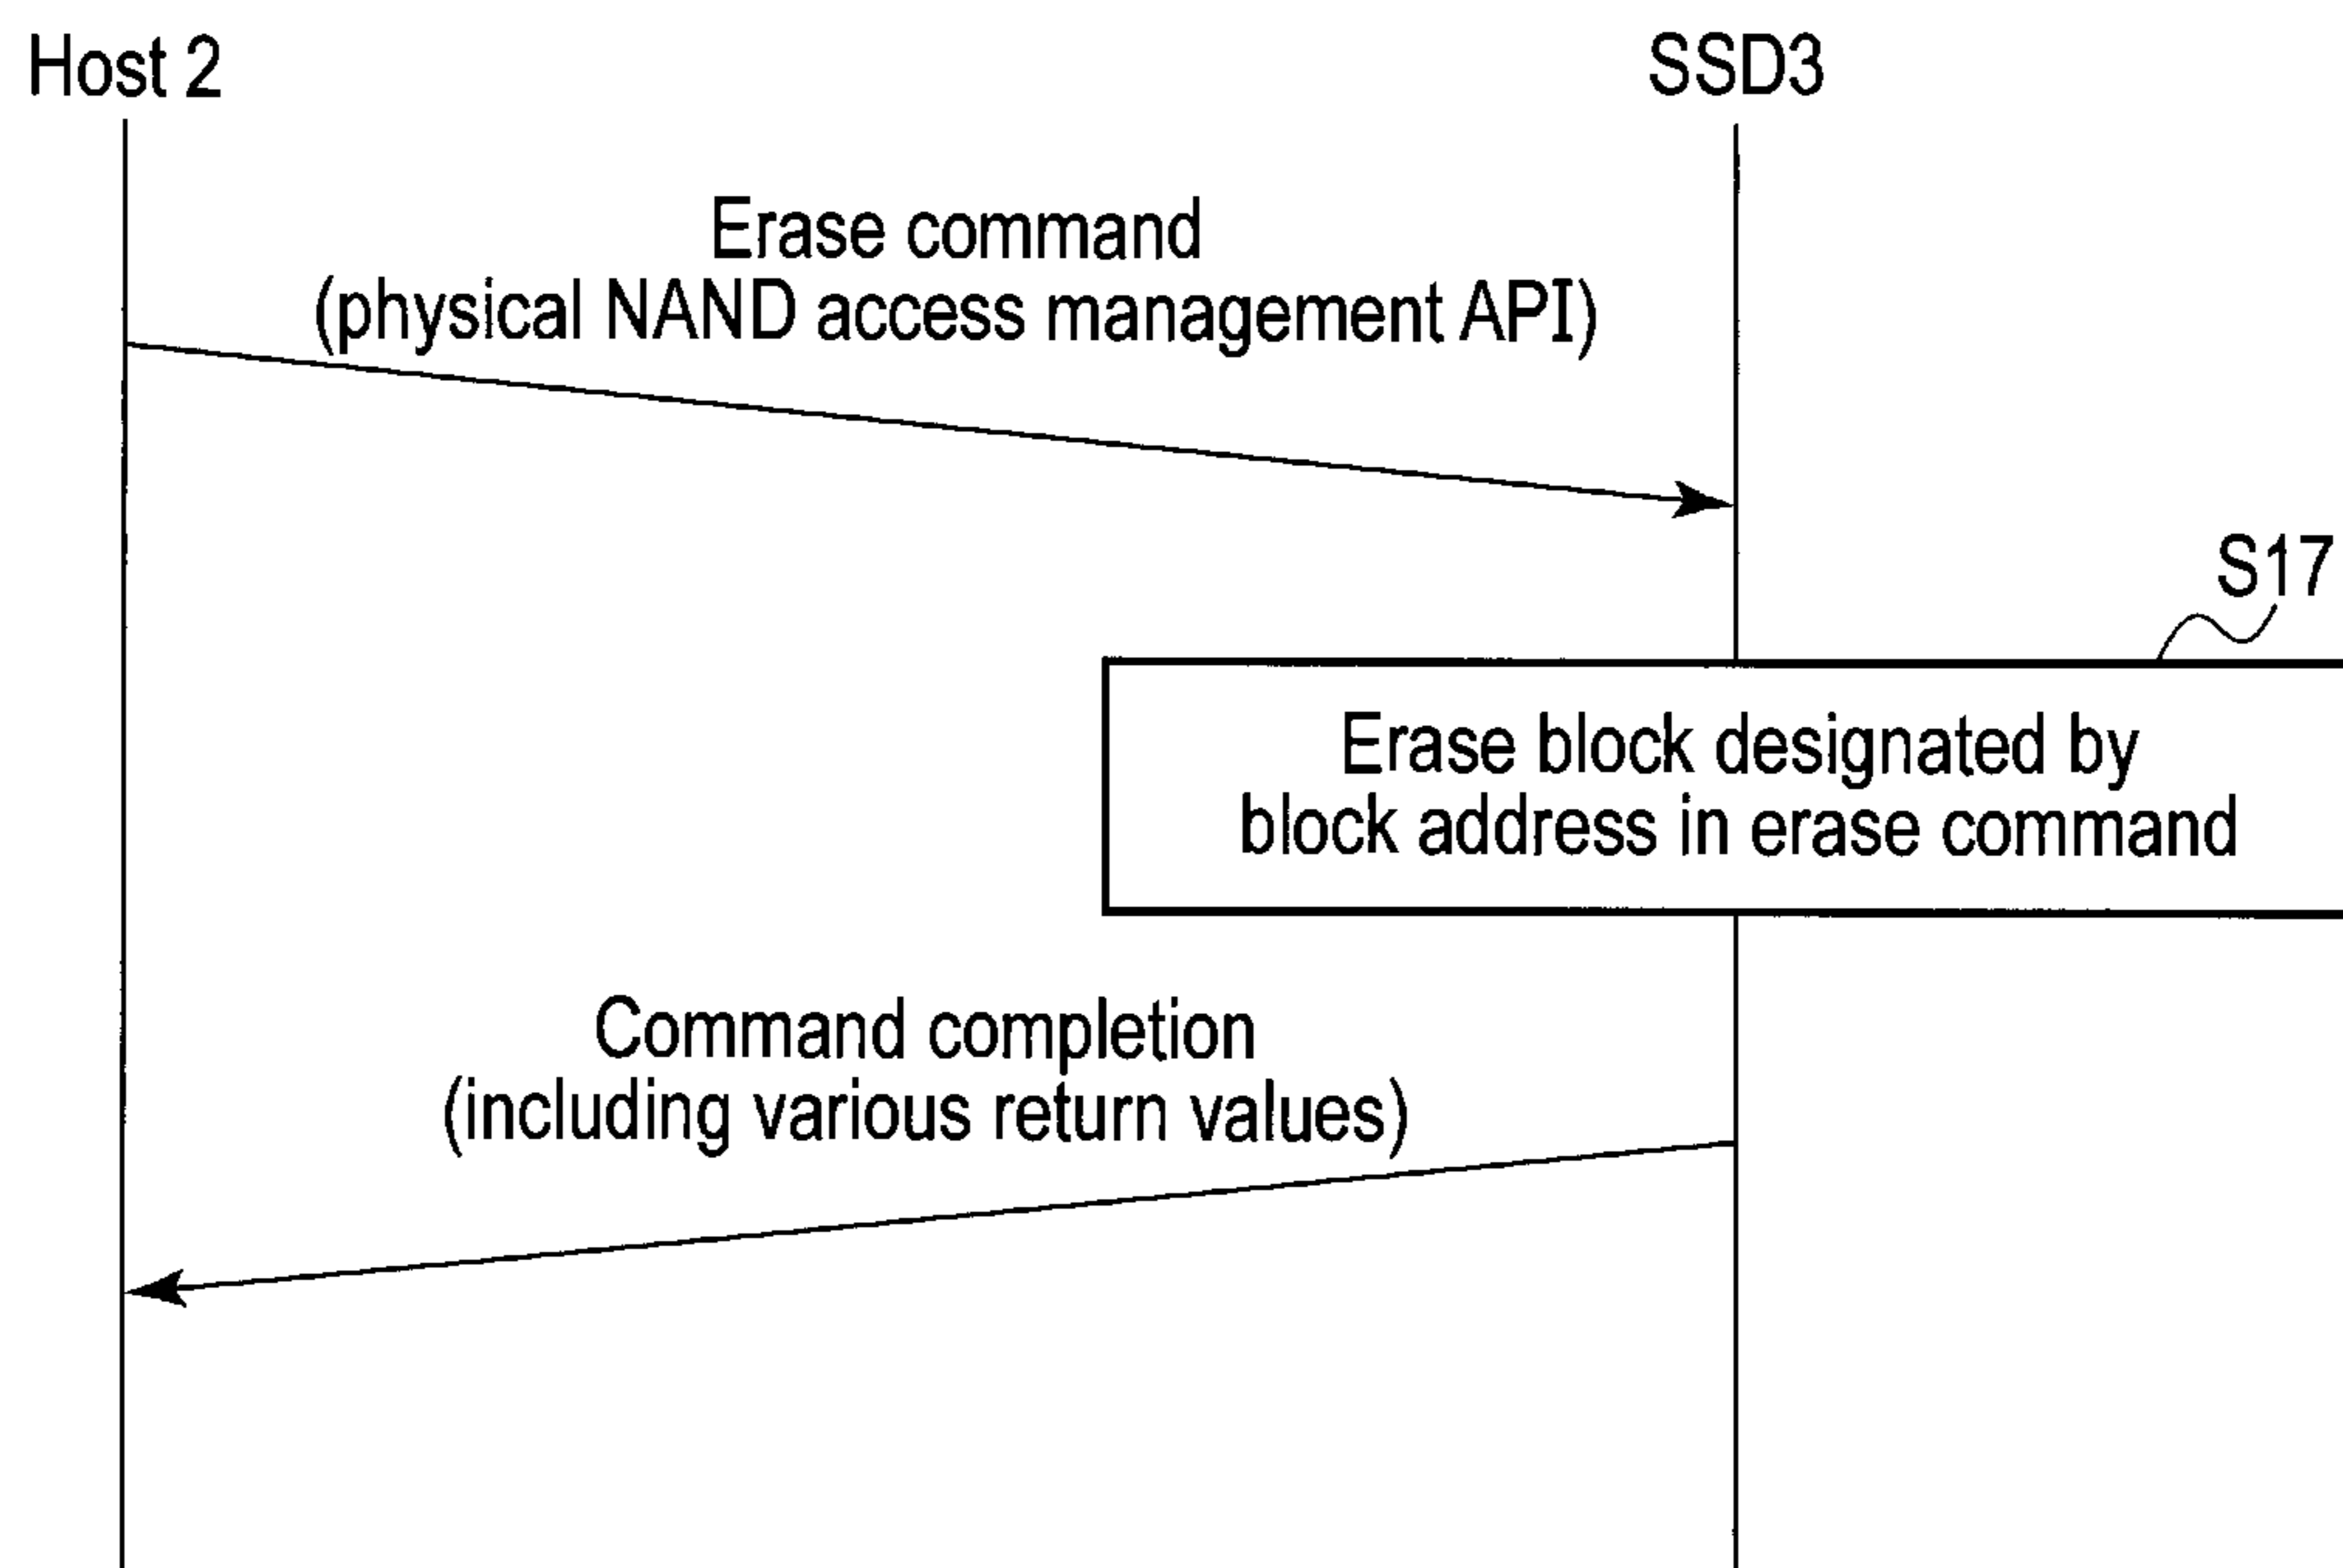 Host 2
SSD3
Erase command
(physical NAND access management API)
S17
Erase block designated by
block address in erase command
Command completion
(including various return values)